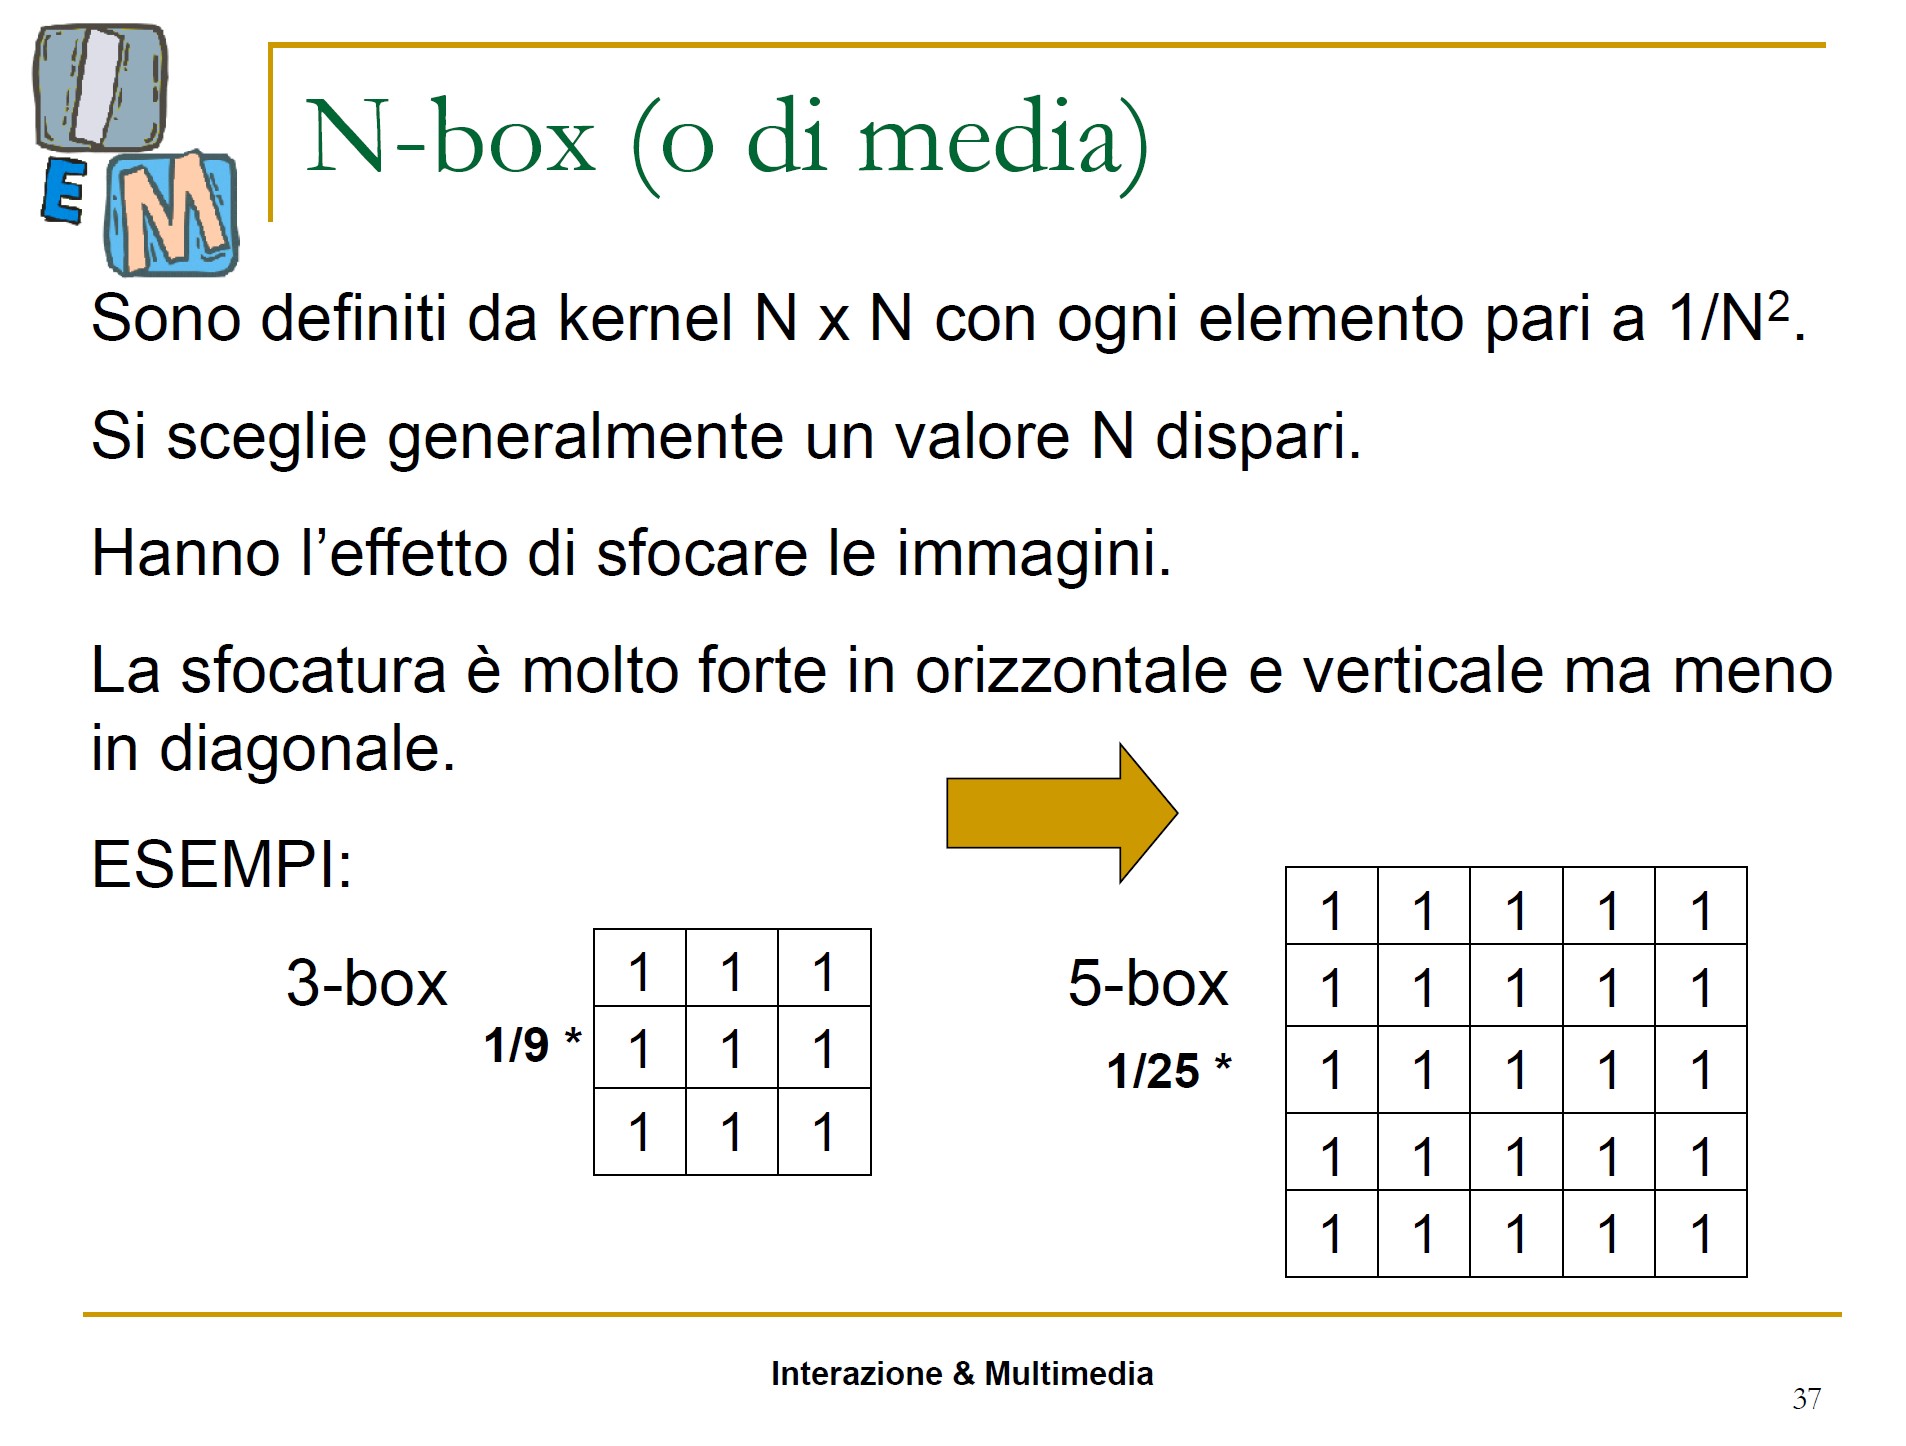 I
E M
N-box (o di media)
Sono definiti da kernel N x N con ogni elemento pari a 1/N².
Si sceglie generalmente un valore N dispari.
Hanno l’effetto di sfocare le immagini.
La sfocatura è molto forte in orizzontale e verticale ma meno
in diagonale.
ESEMPI:
3-box
1/9 *
1 1 1
1 1 1
1 1 1
5-box
1/25 *
1 1 1 1 1
1 1 1 1 1
1 1 1 1 1
1 1 1 1 1
1 1 1 1 1
Interazione & Multimedia
37